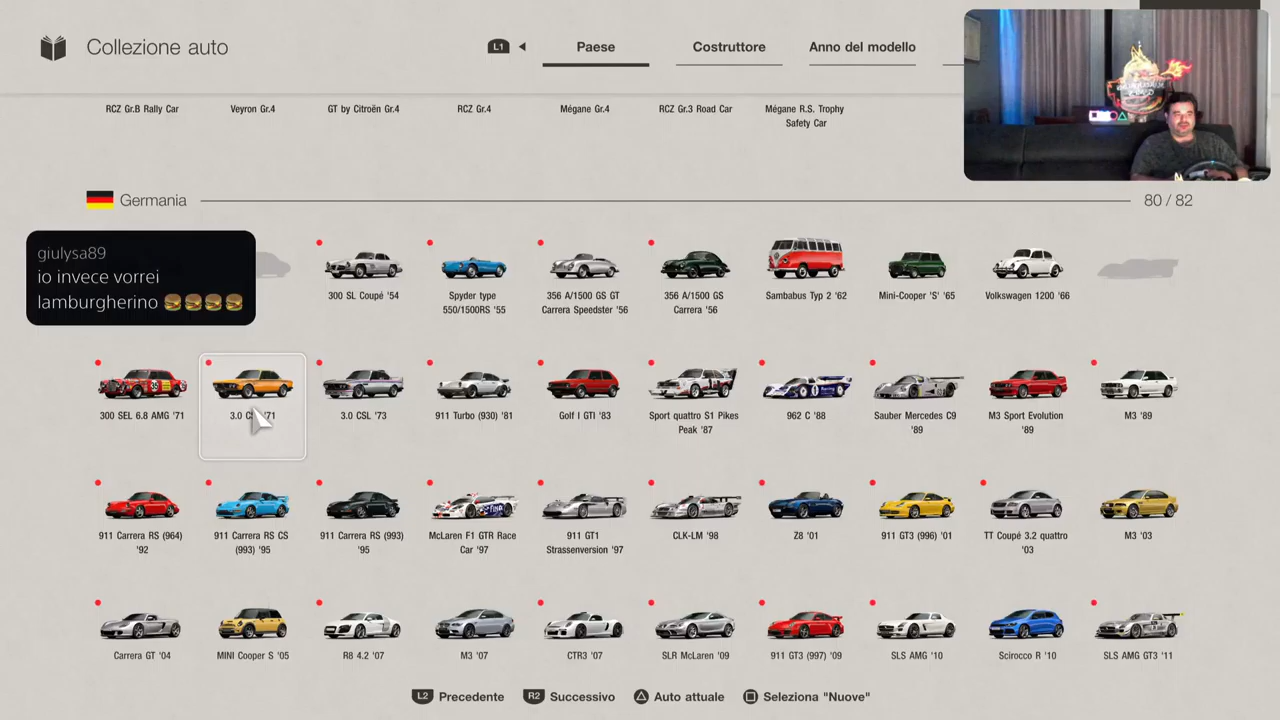 Collezione auto
L1
Paese
Costruttore
Anno del modello
RCZ Gr.B Rally Car
Veyron Gr.4
GT by Citroën Gr.4
RCZ Gr.4
Mégane Gr.4
RCZ Gr.3 Road Car
Mégane R.S. Trophy
Safety Car
Germania
80 / 82
giulysa89
io invece vorrei
lamburgherino
300 SL Coupé '54
Spyder type
550/1500RS '55
356 A/1500 GS GT
Carrera Speedster '56
356 A/1500 GS
Carrera '56
Sambabus Typ 2 '62
Mini-Cooper 'S' '65
Volkswagen 1200 '66
300 SEL 6.8 AMG '71
3.0 CSL '71
3.0 CSL '73
911 Turbo (930) '81
Golf I GTI '83
Sport quattro S1 Pikes
Peak '87
962 C '88
Sauber Mercedes C9
'89
M3 Sport Evolution
'89
M3 '89
911 Carrera RS (964)
'92
911 Carrera RS CS
(993) '95
911 Carrera RS (993)
'95
McLaren F1 GTR Race
Car '97
911 GT1
Strassenversion '97
CLK-LM '98
Z8 '01
911 GT3 (996) '01
TT Coupé 3.2 quattro
'03
M3 '03
Carrera GT '04
MINI Cooper S '05
R8 4.2 '07
M3 '07
CTR3 '07
SLR McLaren '09
911 GT3 (997) '09
SLS AMG '10
Scirocco R '10
SLS AMG GT3 '11
L2 Precedente
R2 Successivo
Auto attuale
Seleziona "Nuove"